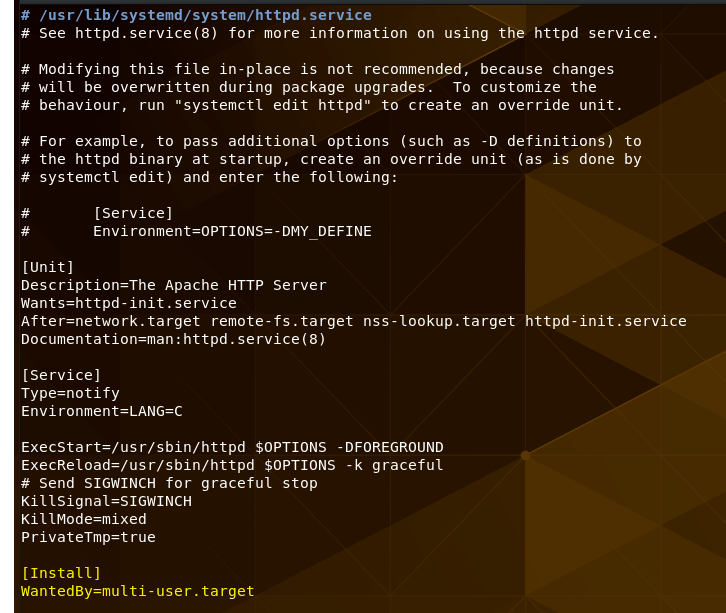 # /usr/lib/systemd/system/httpd.service
# See httpd.service(8) for more information on using the httpd service.
# Modifying this file in-place is not recommended, because changes
# will be overwritten during package upgrades.  To customize the
# behaviour, run "systemctl edit httpd" to create an override unit.
# For example, to pass additional options (such as -D definitions) to
# the httpd binary at startup, create an override unit (as is done by
# systemctl edit) and enter the following:
#       [Service]
#       Environment=OPTIONS=-DMY_DEFINE
[Unit]
Description=The Apache HTTP Server
Wants=httpd-init.service
After=network.target remote-fs.target nss-lookup.target httpd-init.service
Documentation=man:httpd.service(8)
[Service]
Type=notify
Environment=LANG=C
ExecStart=/usr/sbin/httpd $OPTIONS -DFOREGROUND
ExecReload=/usr/sbin/httpd $OPTIONS -k graceful
# Send SIGWINCH for graceful stop
KillSignal=SIGWINCH
KillMode=mixed
PrivateTmp=true
[Install]
WantedBy=multi-user.target